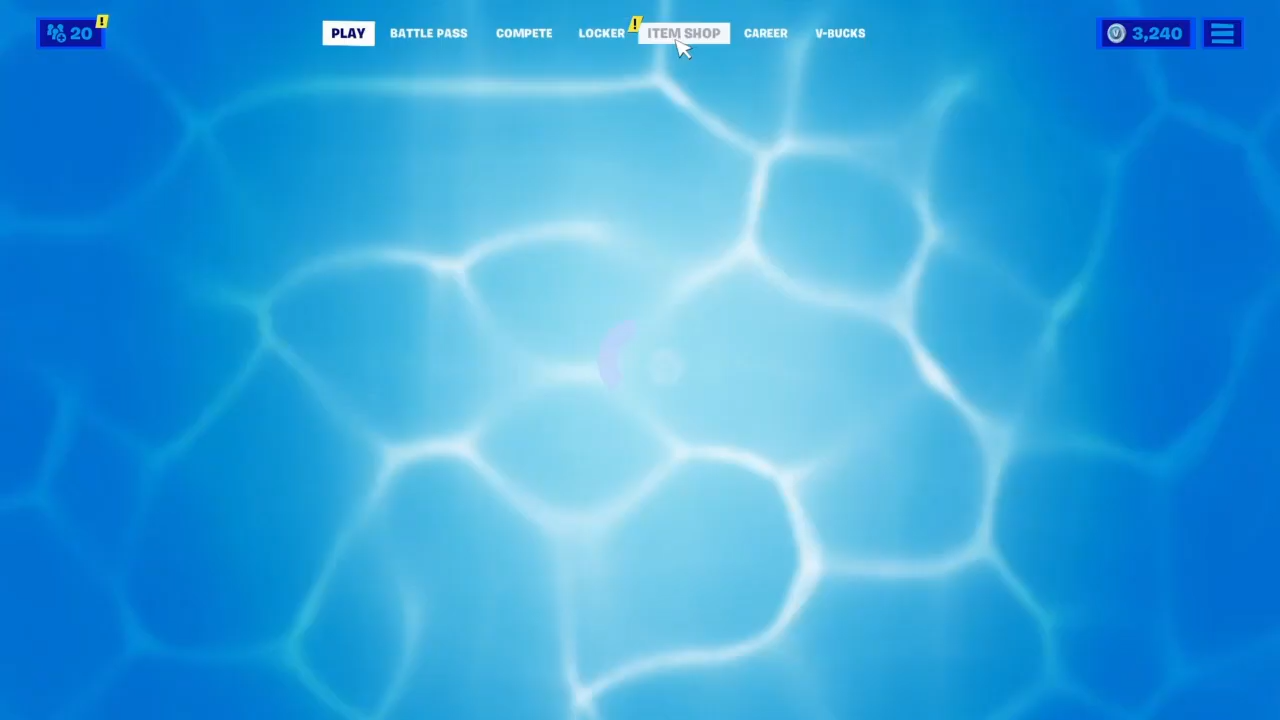 20
!
PLAY
BATTLE PASS
COMPETE
LOCKER
!
ITEM SHOP
CAREER
V-BUCKS
V
3,240